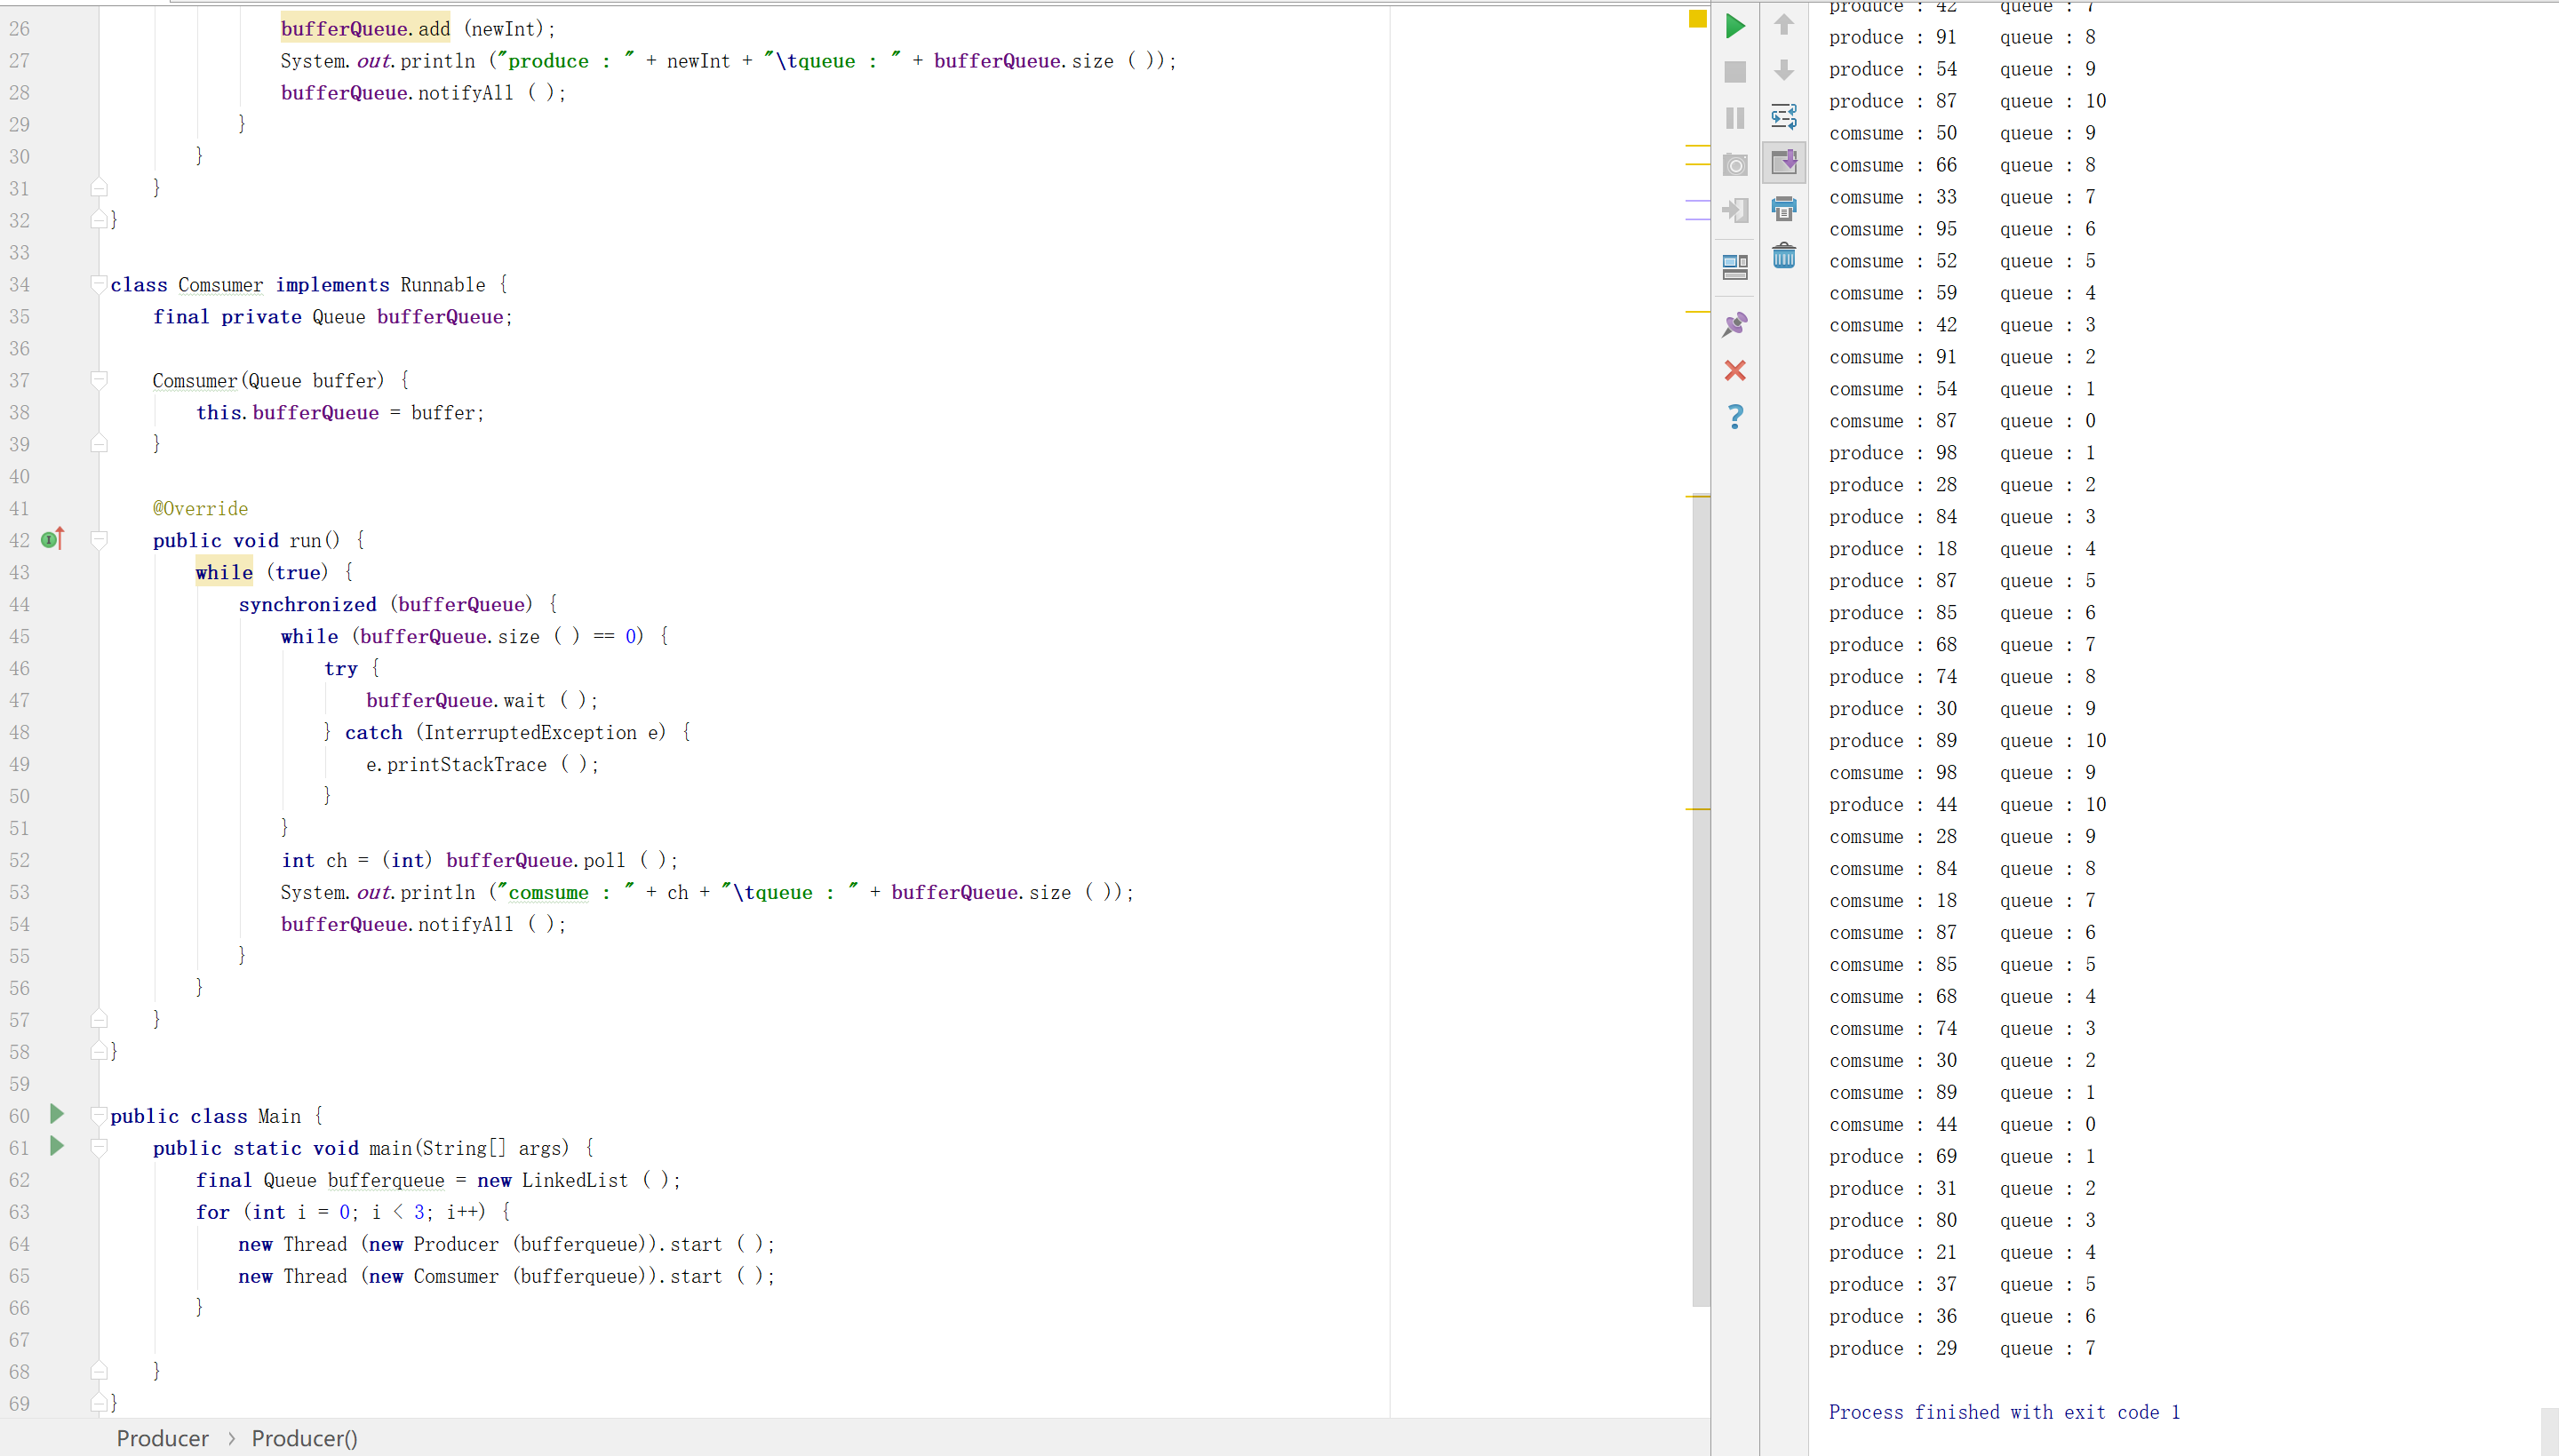 26 bufferQueue.add (newInt);
27 System.out.println ("produce : " + newInt + "\tqueue : " + bufferQueue.size ( ));
28 bufferQueue.notifyAll ( );
29 }
30 }
31 }
32 }
33
34 class Comsumer implements Runnable {
35 final private Queue bufferQueue;
36
37 Comsumer(Queue buffer) {
38 this.bufferQueue = buffer;
39 }
40
41 @Override
42 public void run() {
43 while (true) {
44 synchronized (bufferQueue) {
45 while (bufferQueue.size ( ) == 0) {
46 try {
47 bufferQueue.wait ( );
48 } catch (InterruptedException e) {
49 e.printStackTrace ( );
50 }
51 }
52 int ch = (int) bufferQueue.poll ( );
53 System.out.println ("comsume : " + ch + "\tqueue : " + bufferQueue.size ( ));
54 bufferQueue.notifyAll ( );
55 }
56 }
57 }
58 }
59
60 public class Main {
61 public static void main(String[] args) {
62 final Queue bufferqueue = new LinkedList ( );
63 for (int i = 0; i < 3; i++) {
64 new Thread (new Producer (bufferqueue)).start ( );
65 new Thread (new Comsumer (bufferqueue)).start ( );
66 }
67
68 }
69 }
Producer › Producer()
produce : 42 queue : 7
produce : 91 queue : 8
produce : 54 queue : 9
produce : 87 queue : 10
comsume : 50 queue : 9
comsume : 66 queue : 8
comsume : 33 queue : 7
comsume : 95 queue : 6
comsume : 52 queue : 5
comsume : 59 queue : 4
comsume : 42 queue : 3
comsume : 91 queue : 2
comsume : 54 queue : 1
comsume : 87 queue : 0
produce : 98 queue : 1
produce : 28 queue : 2
produce : 84 queue : 3
produce : 18 queue : 4
produce : 87 queue : 5
produce : 85 queue : 6
produce : 68 queue : 7
produce : 74 queue : 8
produce : 30 queue : 9
produce : 89 queue : 10
comsume : 98 queue : 9
produce : 44 queue : 10
comsume : 28 queue : 9
comsume : 84 queue : 8
comsume : 18 queue : 7
comsume : 87 queue : 6
comsume : 85 queue : 5
comsume : 68 queue : 4
comsume : 74 queue : 3
comsume : 30 queue : 2
comsume : 89 queue : 1
comsume : 44 queue : 0
produce : 69 queue : 1
produce : 31 queue : 2
produce : 80 queue : 3
produce : 21 queue : 4
produce : 37 queue : 5
produce : 36 queue : 6
produce : 29 queue : 7
Process finished with exit code 1